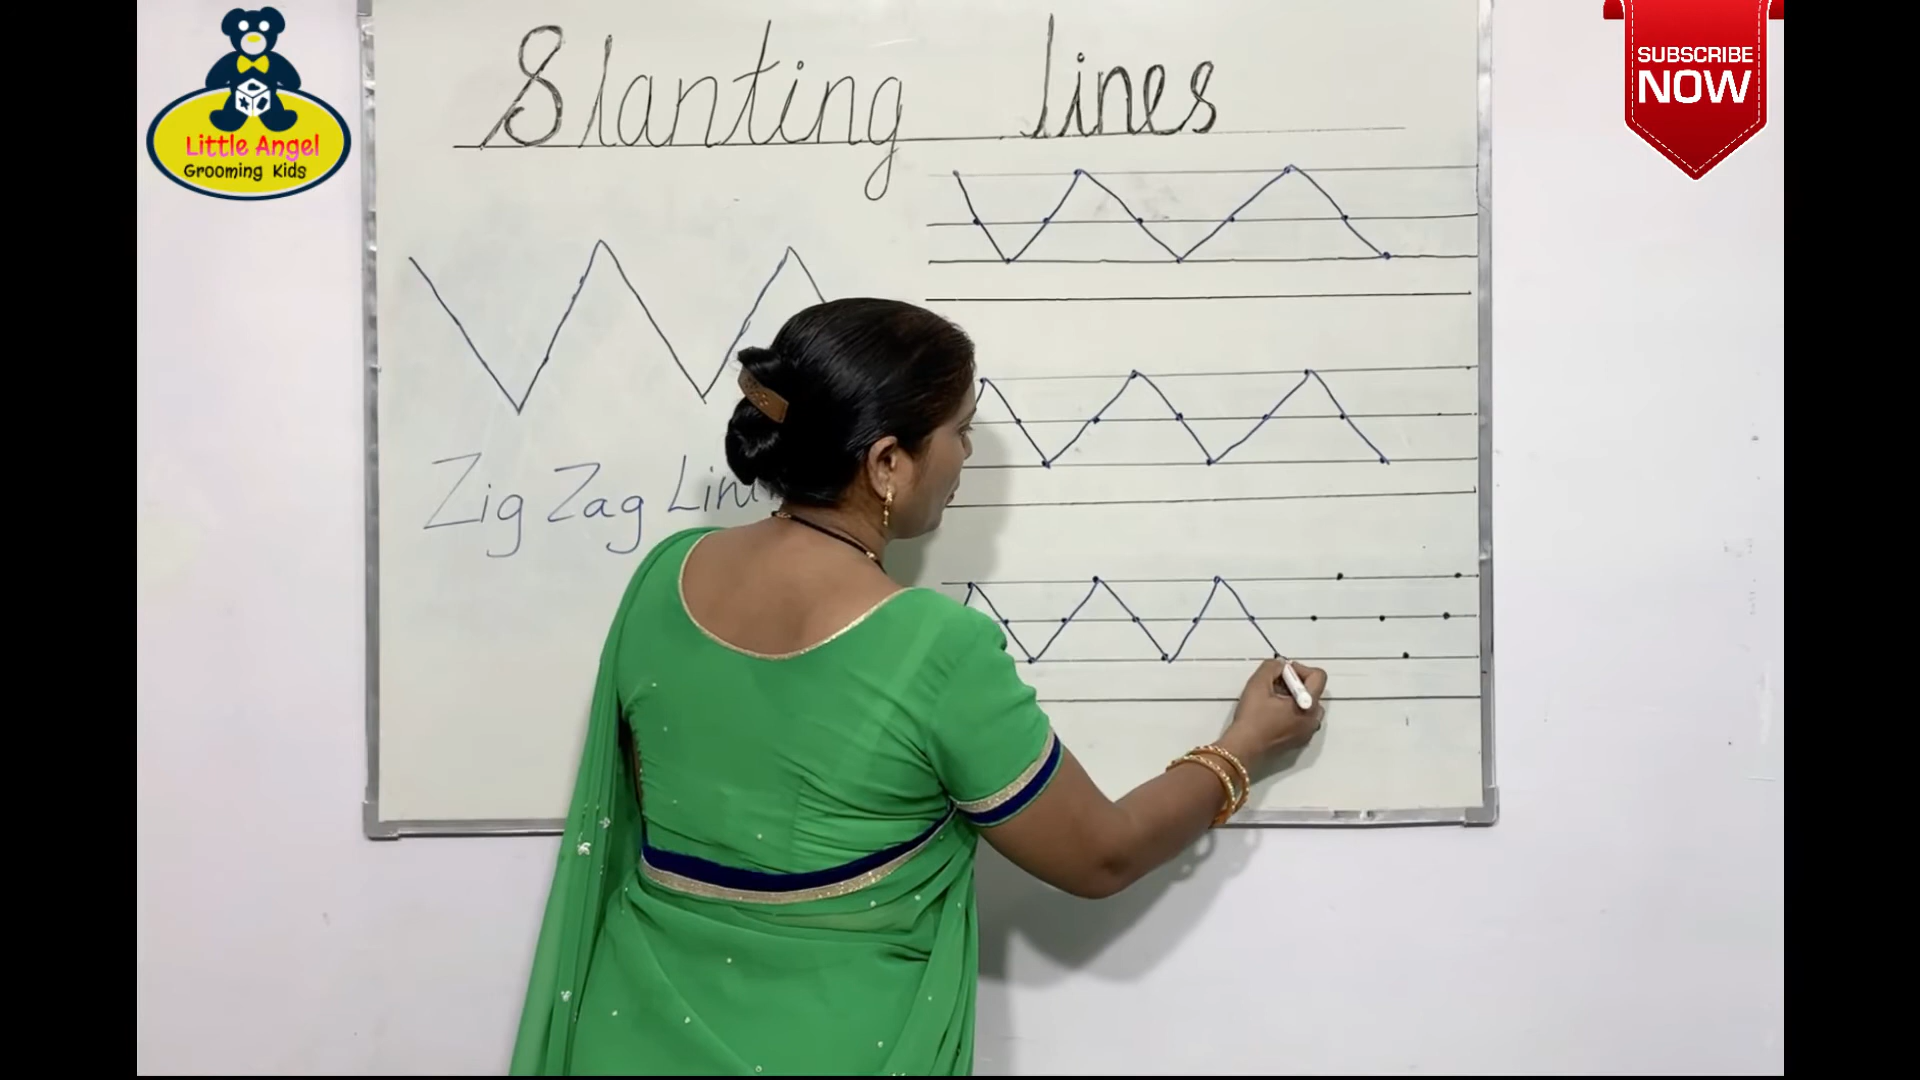 Little Angel
Grooming Kids
SUBSCRIBE
NOW
Slanting lines
Zig Zag